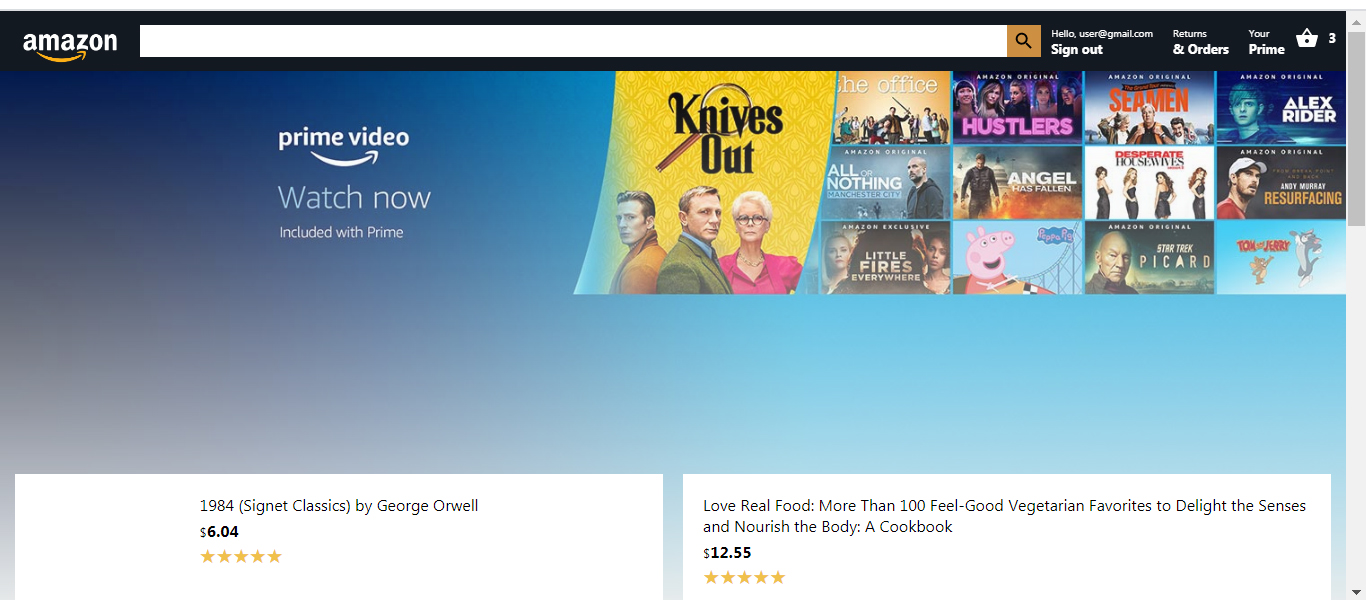 amazon
Hello, user@gmail.com
Sign out
Returns
& Orders
Your
Prime
3
prime video
Watch now
Included with Prime
Knives
Out
the office
AMAZON ORIGINAL
HUSTLERS
AMAZON ORIGINAL
The Grand Tour
SEAMEN
AMAZON ORIGINAL
ALEX
RIDER
AMAZON ORIGINAL
ALL OR
NOTHING
MANCHESTER CITY
ANGEL
HAS FALLEN
DESPERATE
HOUSEWIVES
AMAZON ORIGINAL
FROM BREAK POINT
AND BACK
ANDY MURRAY
RESURFACING
AMAZON EXCLUSIVE
LITTLE
FIRES
EVERYWHERE
Peppa Pig
AMAZON ORIGINAL
STAR TREK
PICARD
TOM AND JERRY
1984 (Signet Classics) by George Orwell
$6.04
Love Real Food: More Than 100 Feel-Good Vegetarian Favorites to Delight the Senses
and Nourish the Body: A Cookbook
$12.55